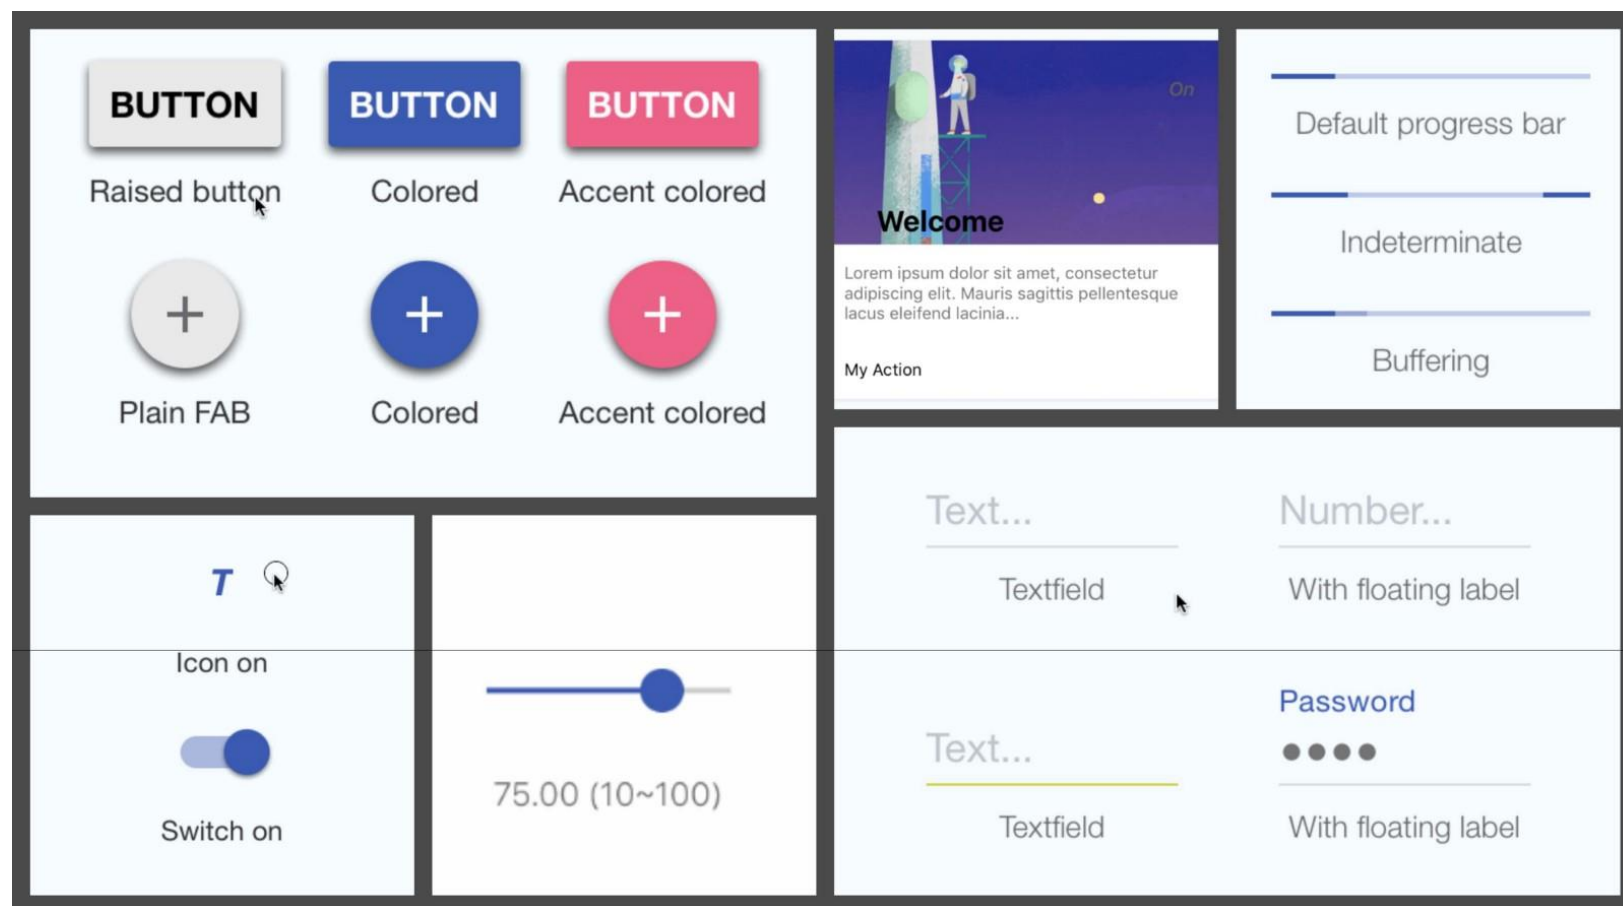 BUTTON BUTTON BUTTON
Raised button Colored Accent colored
Plain FAB Colored Accent colored
On
Welcome
Lorem ipsum dolor sit amet, consectetur
adipiscing elit. Mauris sagittis pellentesque
lacus eleifend lacinia...
My Action
Default progress bar
Indeterminate
Buffering
T
Icon on
Switch on
75.00 (10~100)
Text... Number...
Textfield With floating label
Password
Text... ●●●●
Textfield With floating label